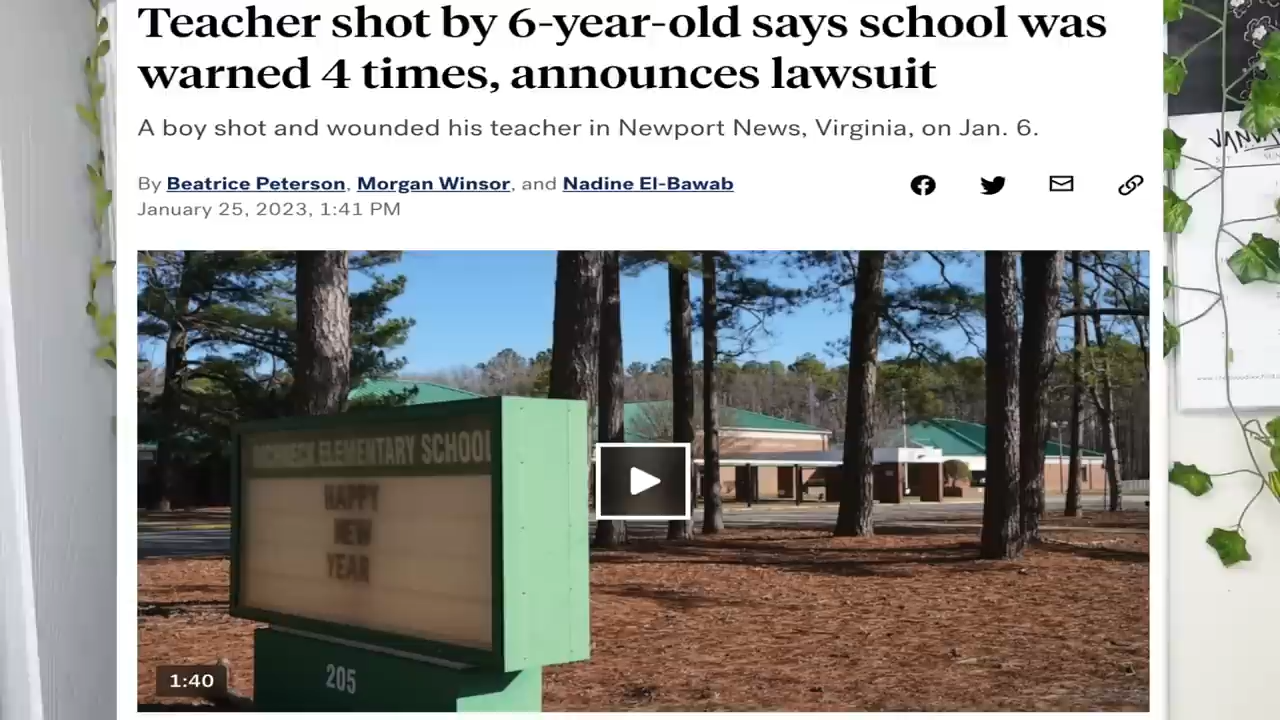 Teacher shot by 6-year-old says school was
warned 4 times, announces lawsuit
A boy shot and wounded his teacher in Newport News, Virginia, on Jan. 6.
By Beatrice Peterson, Morgan Winsor, and Nadine El-Bawab
January 25, 2023, 1:41 PM
ELEMENTARY SCHOOL
HAPPY
NEW
YEAR
205
1:40